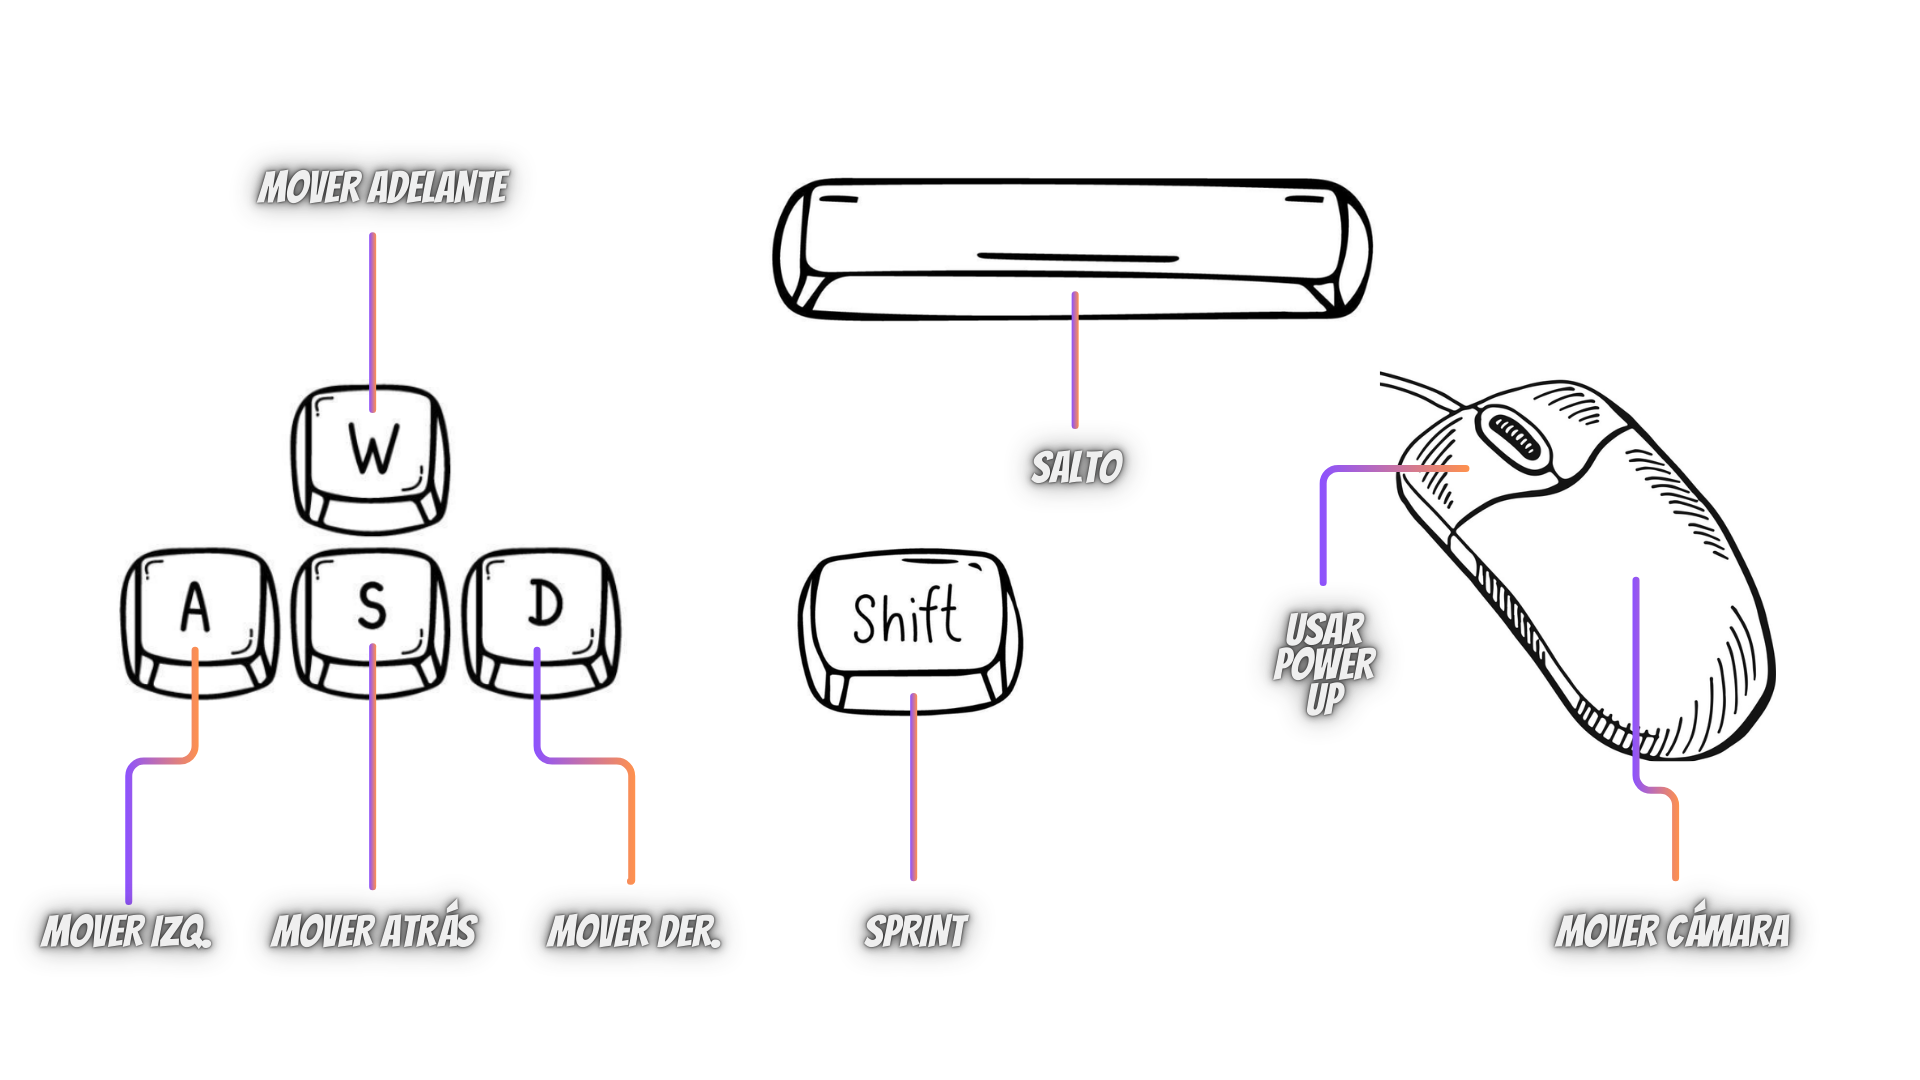 MOVER ADELANTE
W
A
S
D
MOVER IZQ.
MOVER ATRÁS
MOVER DER.
SALTO
Shift
SPRINT
USAR
POWER
UP
MOVER CÁMARA